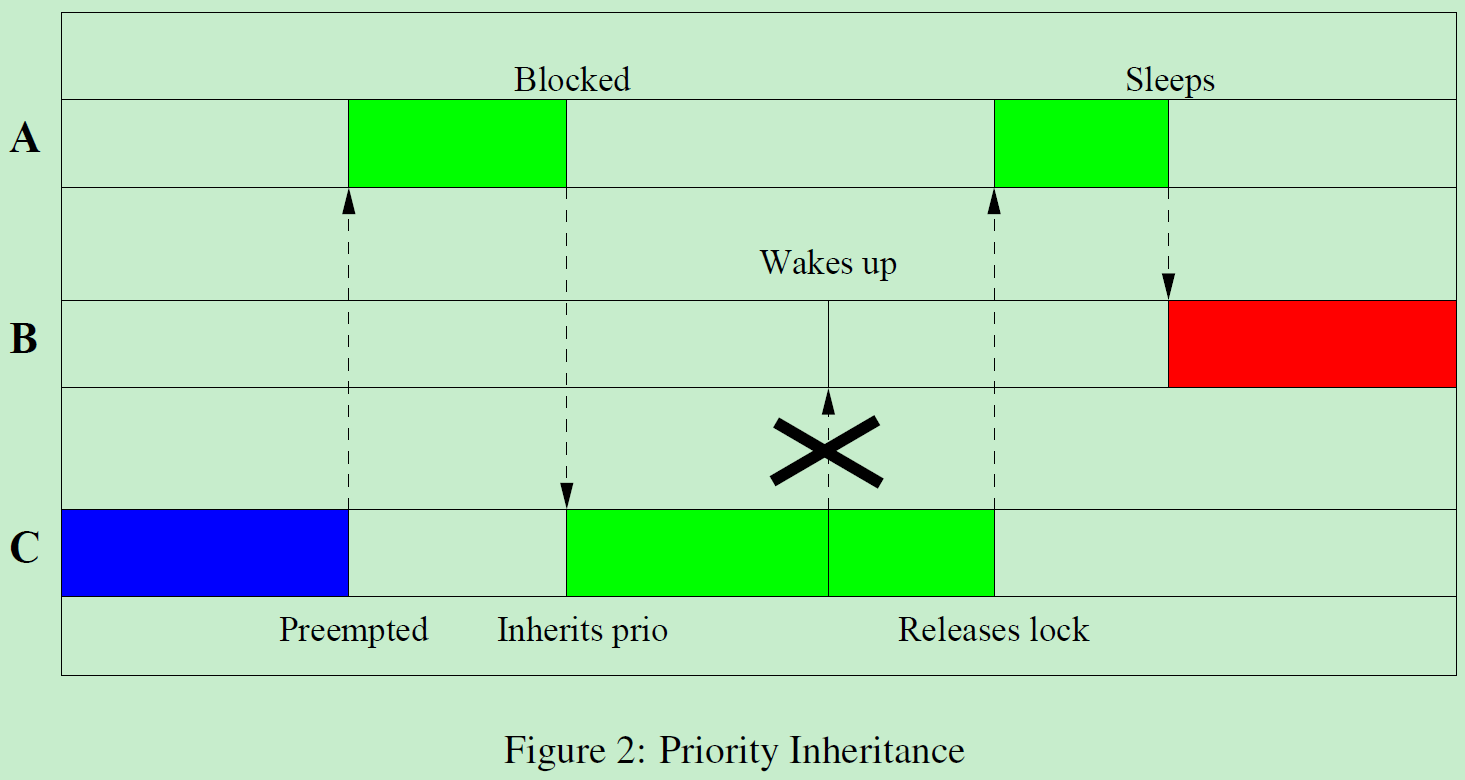 Blocked
Sleeps
A
Wakes up
B
C
Preempted
Inherits prio
Releases lock
Figure 2: Priority Inheritance